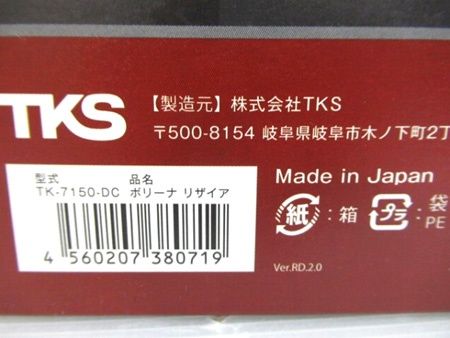 TKS
【製造元】株式会社TKS
〒500-8154 岐阜県岐阜市木ノ下町2丁
型式 品名
TK-7150-DC ボリーナ リザイア
4 560207 380719
Made in Japan
紙：箱 プラ：袋
PE
Ver.RD.2.0